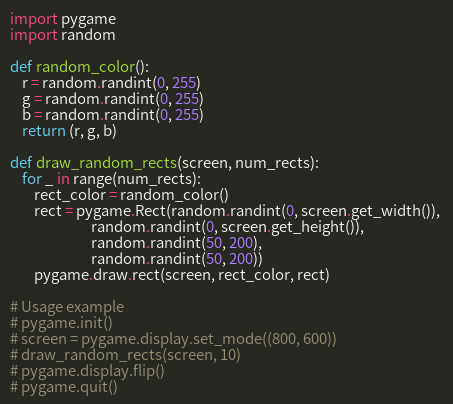 import pygame
import random

def random_color():
    r = random.randint(0, 255)
    g = random.randint(0, 255)
    b = random.randint(0, 255)
    return (r, g, b)

def draw_random_rects(screen, num_rects):
    for _ in range(num_rects):
        rect_color = random_color()
        rect = pygame.Rect(random.randint(0, screen.get_width()),
                           random.randint(0, screen.get_height()),
                           random.randint(50, 200),
                           random.randint(50, 200))
        pygame.draw.rect(screen, rect_color, rect)

# Usage example
# pygame.init()
# screen = pygame.display.set_mode((800, 600))
# draw_random_rects(screen, 10)
# pygame.display.flip()
# pygame.quit()